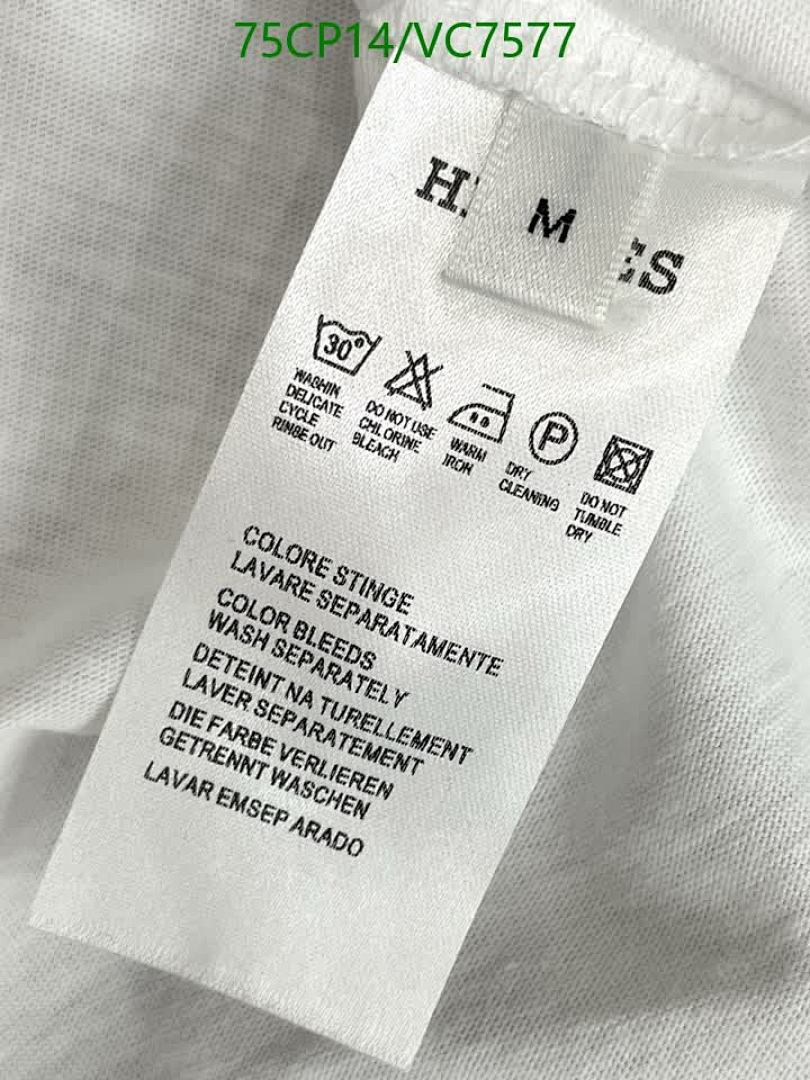 75CP14/VC7577
M
ES
30°
WASHIN
DELICATE
CYCLE
RINBE OUT
DO NOT USE
CHLORINE
BLEACH
WARM
IRON
P
DRY
CLEANING
DO NOT
TUMBLE
DRY
COLORE STINGE
LAVARE SEPARATAMENTE
COLOR BLEEDS
WASH SEPARATELY
DETEINT NA TURELLEMENT
LAVER SEPARATEMENT
DIE FARBE VERLIEREN
GETRENNT WASCHEN
LAVAR EMSEP ARADO